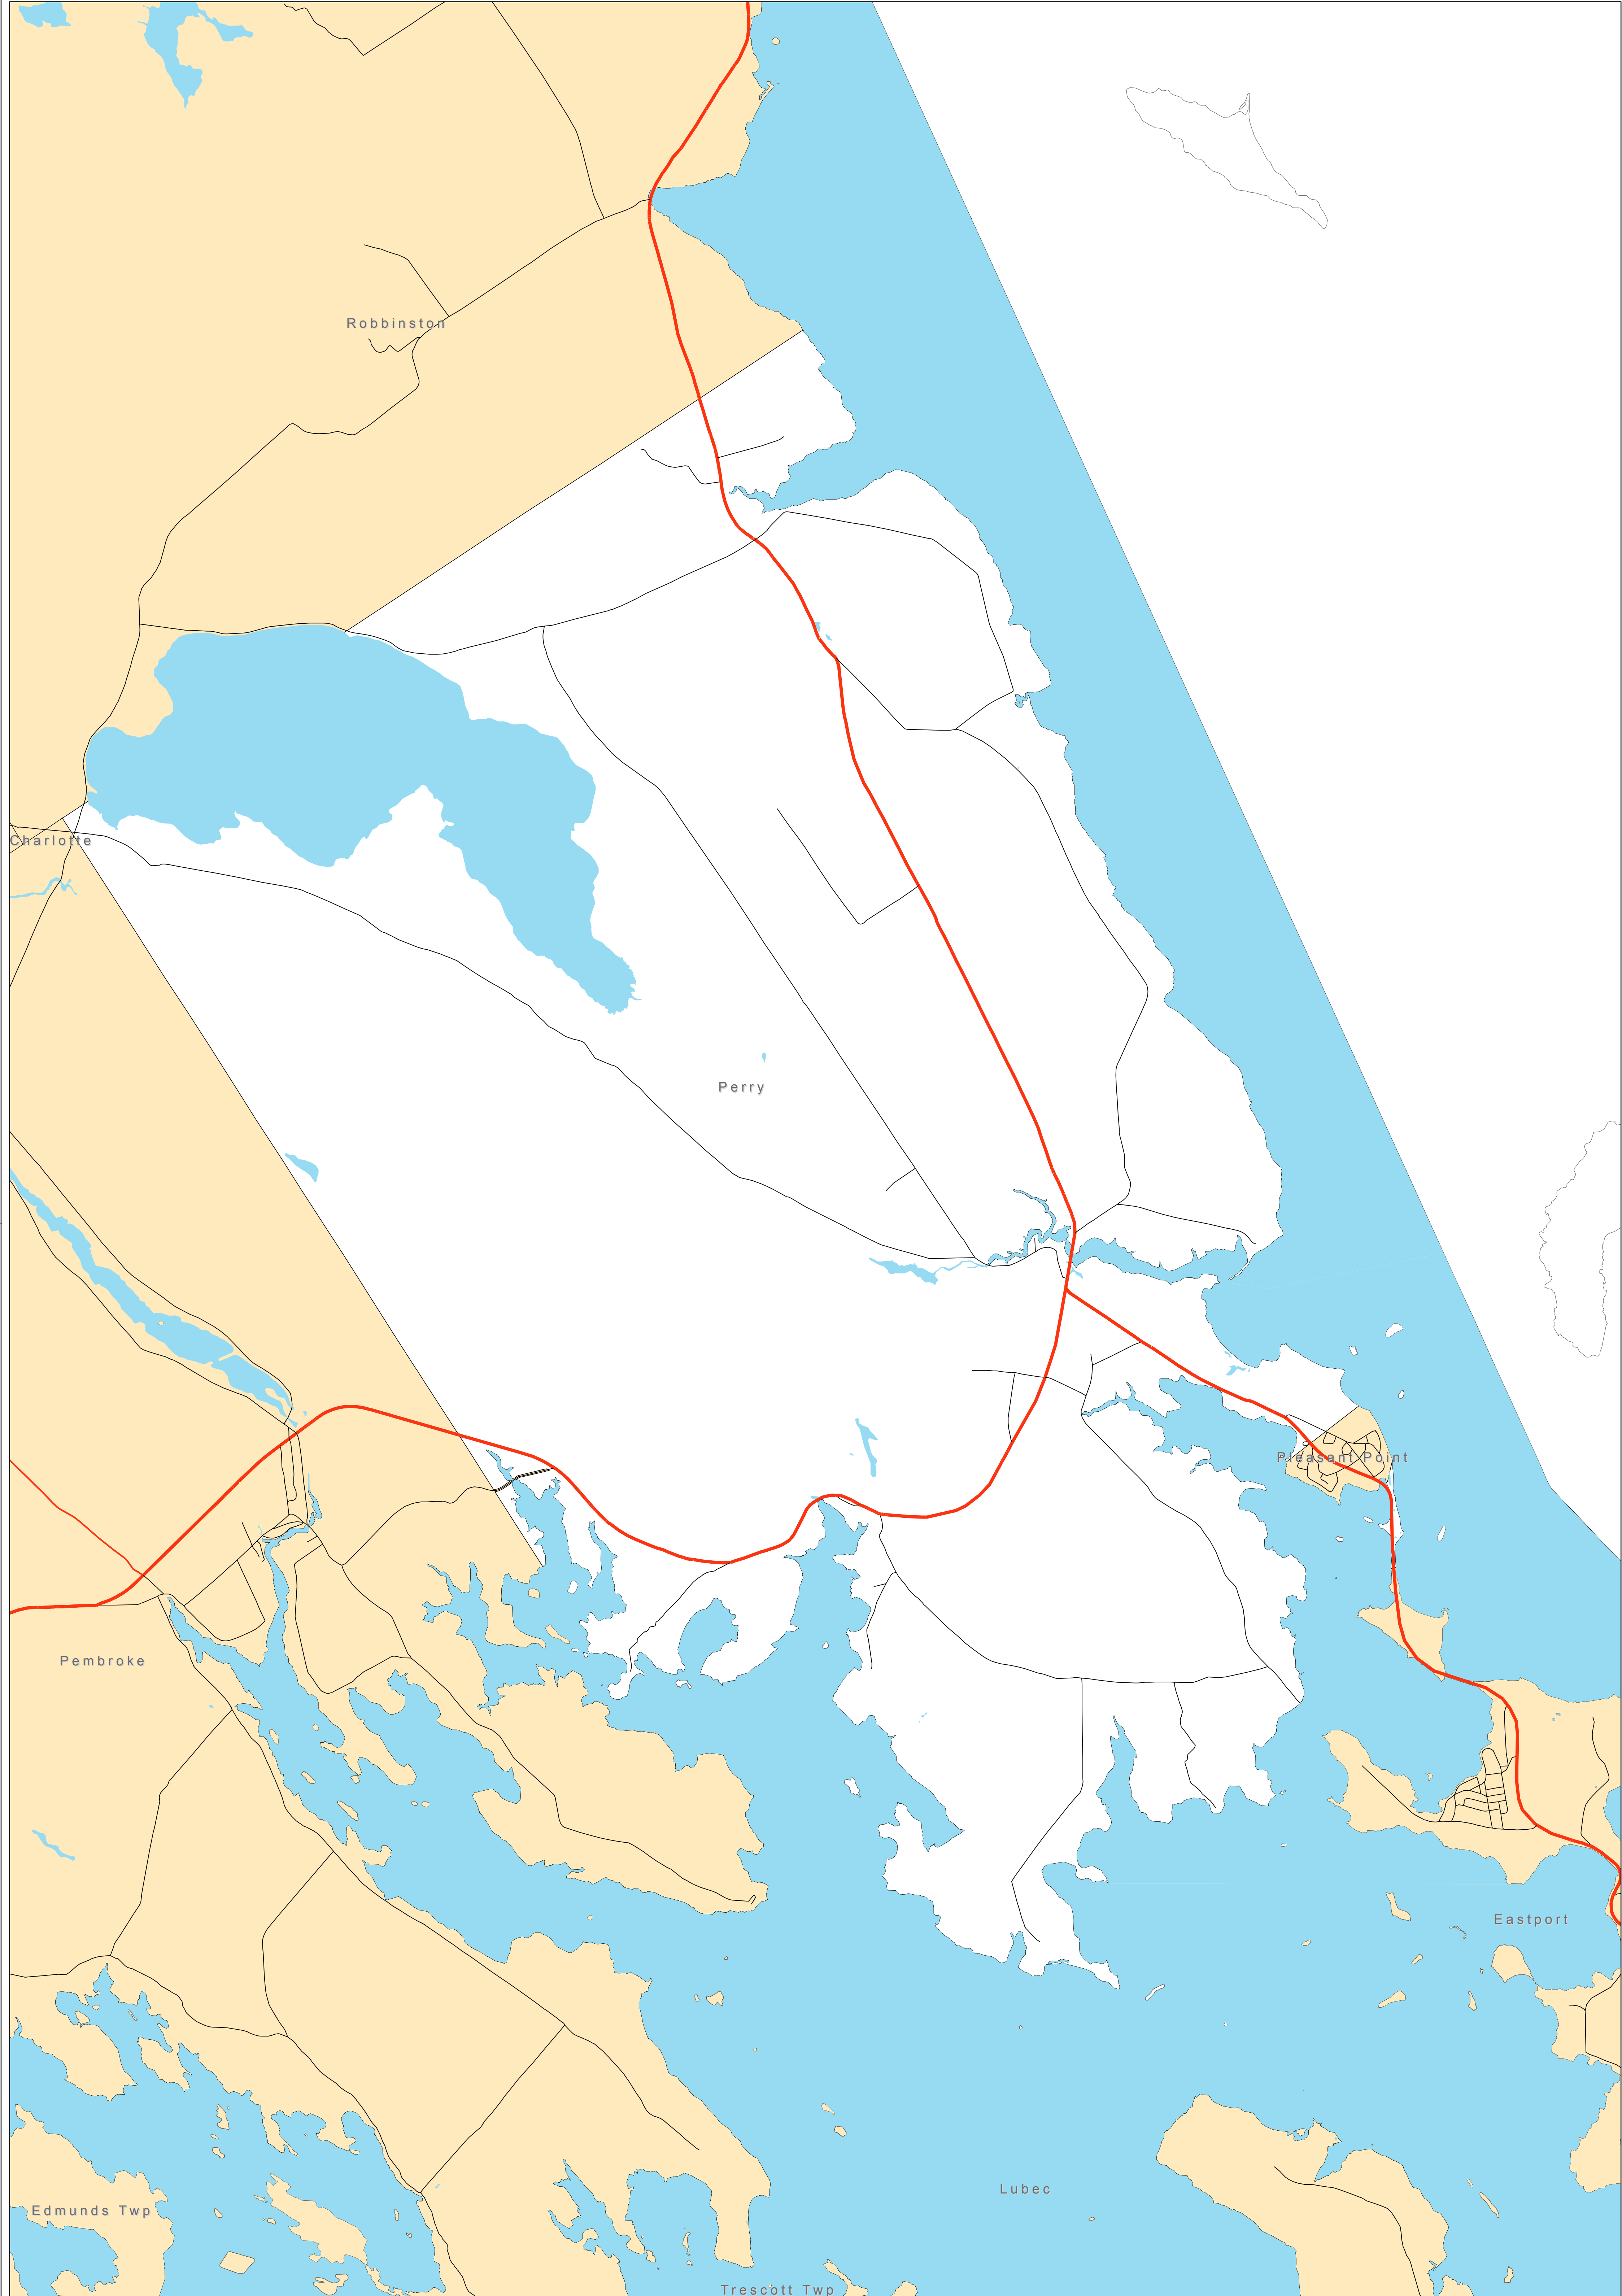 Robbinston
Charlotte
Perry
Pleasant Point
Pembroke
Eastport
Lubec
Edmunds Twp
Trescott Twp